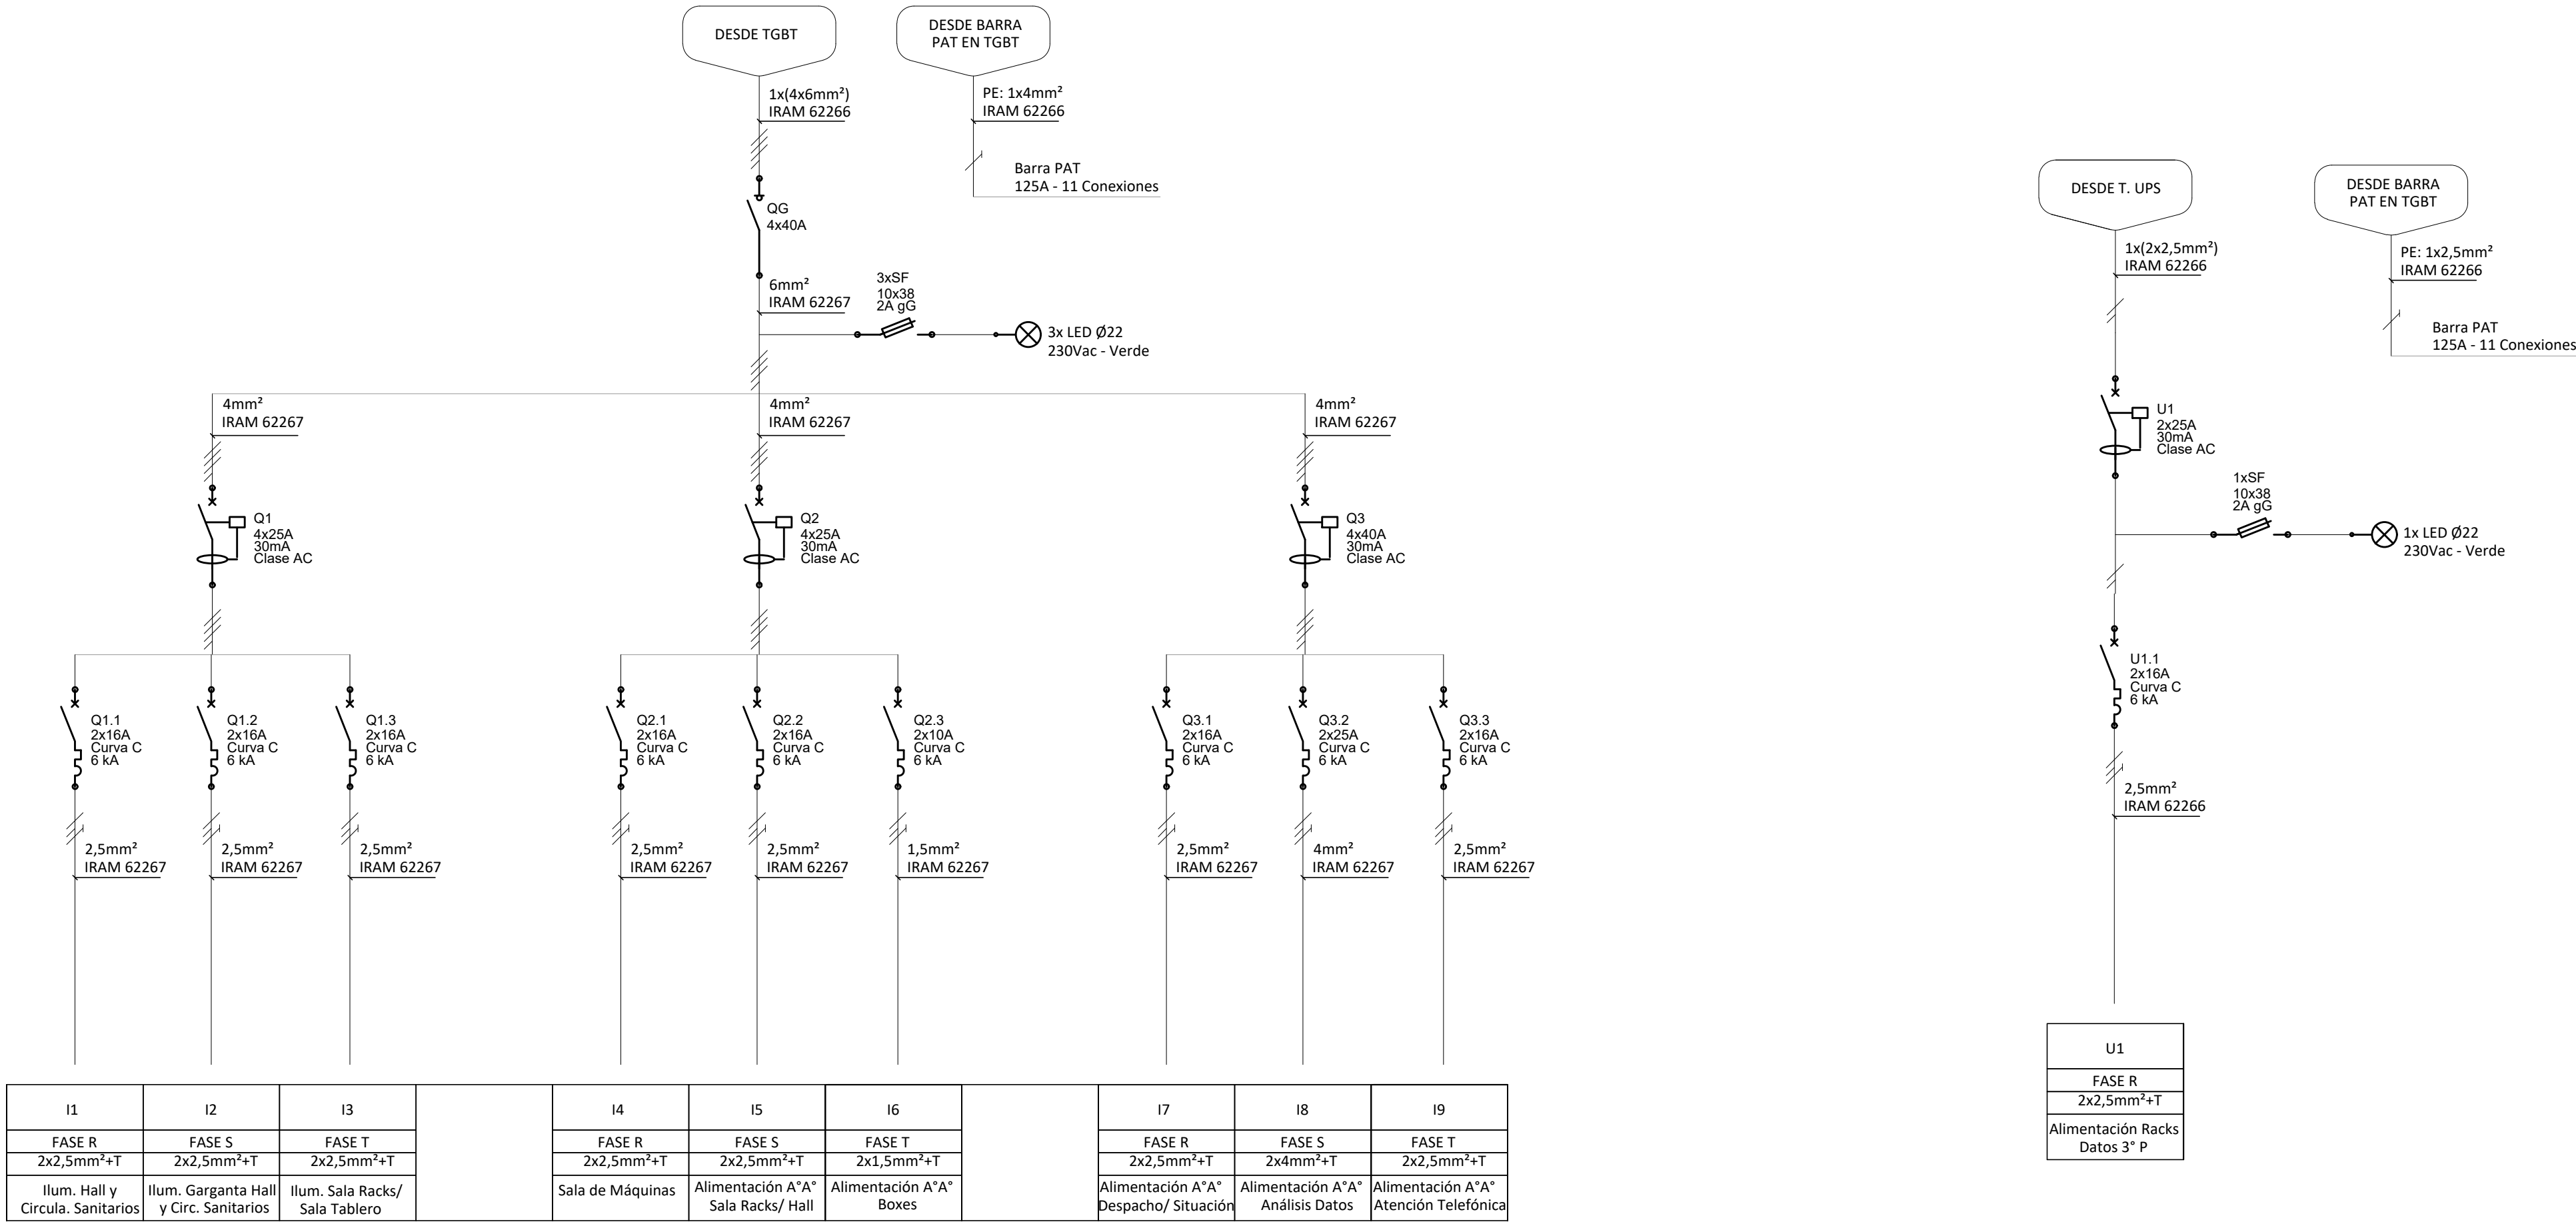 DESDE TGBT
DESDE BARRA
PAT EN TGBT
1x(4x6mm²)
IRAM 62266
PE: 1x4mm²
IRAM 62266
Barra PAT
125A - 11 Conexiones
QG
4x40A
6mm²
IRAM 62267
3xSF
10x38
2A gG
3x LED Ø22
230Vac - Verde
4mm²
IRAM 62267
4mm²
IRAM 62267
4mm²
IRAM 62267
Q1
4x25A
30mA
Clase AC
Q2
4x25A
30mA
Clase AC
Q3
4x40A
30mA
Clase AC
Q1.1
2x16A
Curva C
6 kA
Q1.2
2x16A
Curva C
6 kA
Q1.3
2x16A
Curva C
6 kA
Q2.1
2x16A
Curva C
6 kA
Q2.2
2x16A
Curva C
6 kA
Q2.3
2x10A
Curva C
6 kA
Q3.1
2x16A
Curva C
6 kA
Q3.2
2x25A
Curva C
6 kA
Q3.3
2x16A
Curva C
6 kA
2,5mm²
IRAM 62267
2,5mm²
IRAM 62267
2,5mm²
IRAM 62267
2,5mm²
IRAM 62267
2,5mm²
IRAM 62267
1,5mm²
IRAM 62267
2,5mm²
IRAM 62267
4mm²
IRAM 62267
2,5mm²
IRAM 62267
I1
FASE R
2x2,5mm²+T
Ilum. Hall y
Circula. Sanitarios
I2
FASE S
2x2,5mm²+T
Ilum. Garganta Hall
y Circ. Sanitarios
I3
FASE T
2x2,5mm²+T
Ilum. Sala Racks/
Sala Tablero
I4
FASE R
2x2,5mm²+T
Sala de Máquinas
I5
FASE S
2x2,5mm²+T
Alimentación A°A°
Sala Racks/ Hall
I6
FASE T
2x1,5mm²+T
Alimentación A°A°
Boxes
I7
FASE R
2x2,5mm²+T
Alimentación A°A°
Despacho/ Situación
I8
FASE S
2x4mm²+T
Alimentación A°A°
Análisis Datos
I9
FASE T
2x2,5mm²+T
Alimentación A°A°
Atención Telefónica
DESDE T. UPS
DESDE BARRA
PAT EN TGBT
1x(2x2,5mm²)
IRAM 62266
PE: 1x2,5mm²
IRAM 62266
Barra PAT
125A - 11 Conexiones
U1
2x25A
30mA
Clase AC
1xSF
10x38
2A gG
1x LED Ø22
230Vac - Verde
U1.1
2x16A
Curva C
6 kA
2,5mm²
IRAM 62266
U1
FASE R
2x2,5mm²+T
Alimentación Racks
Datos 3° P